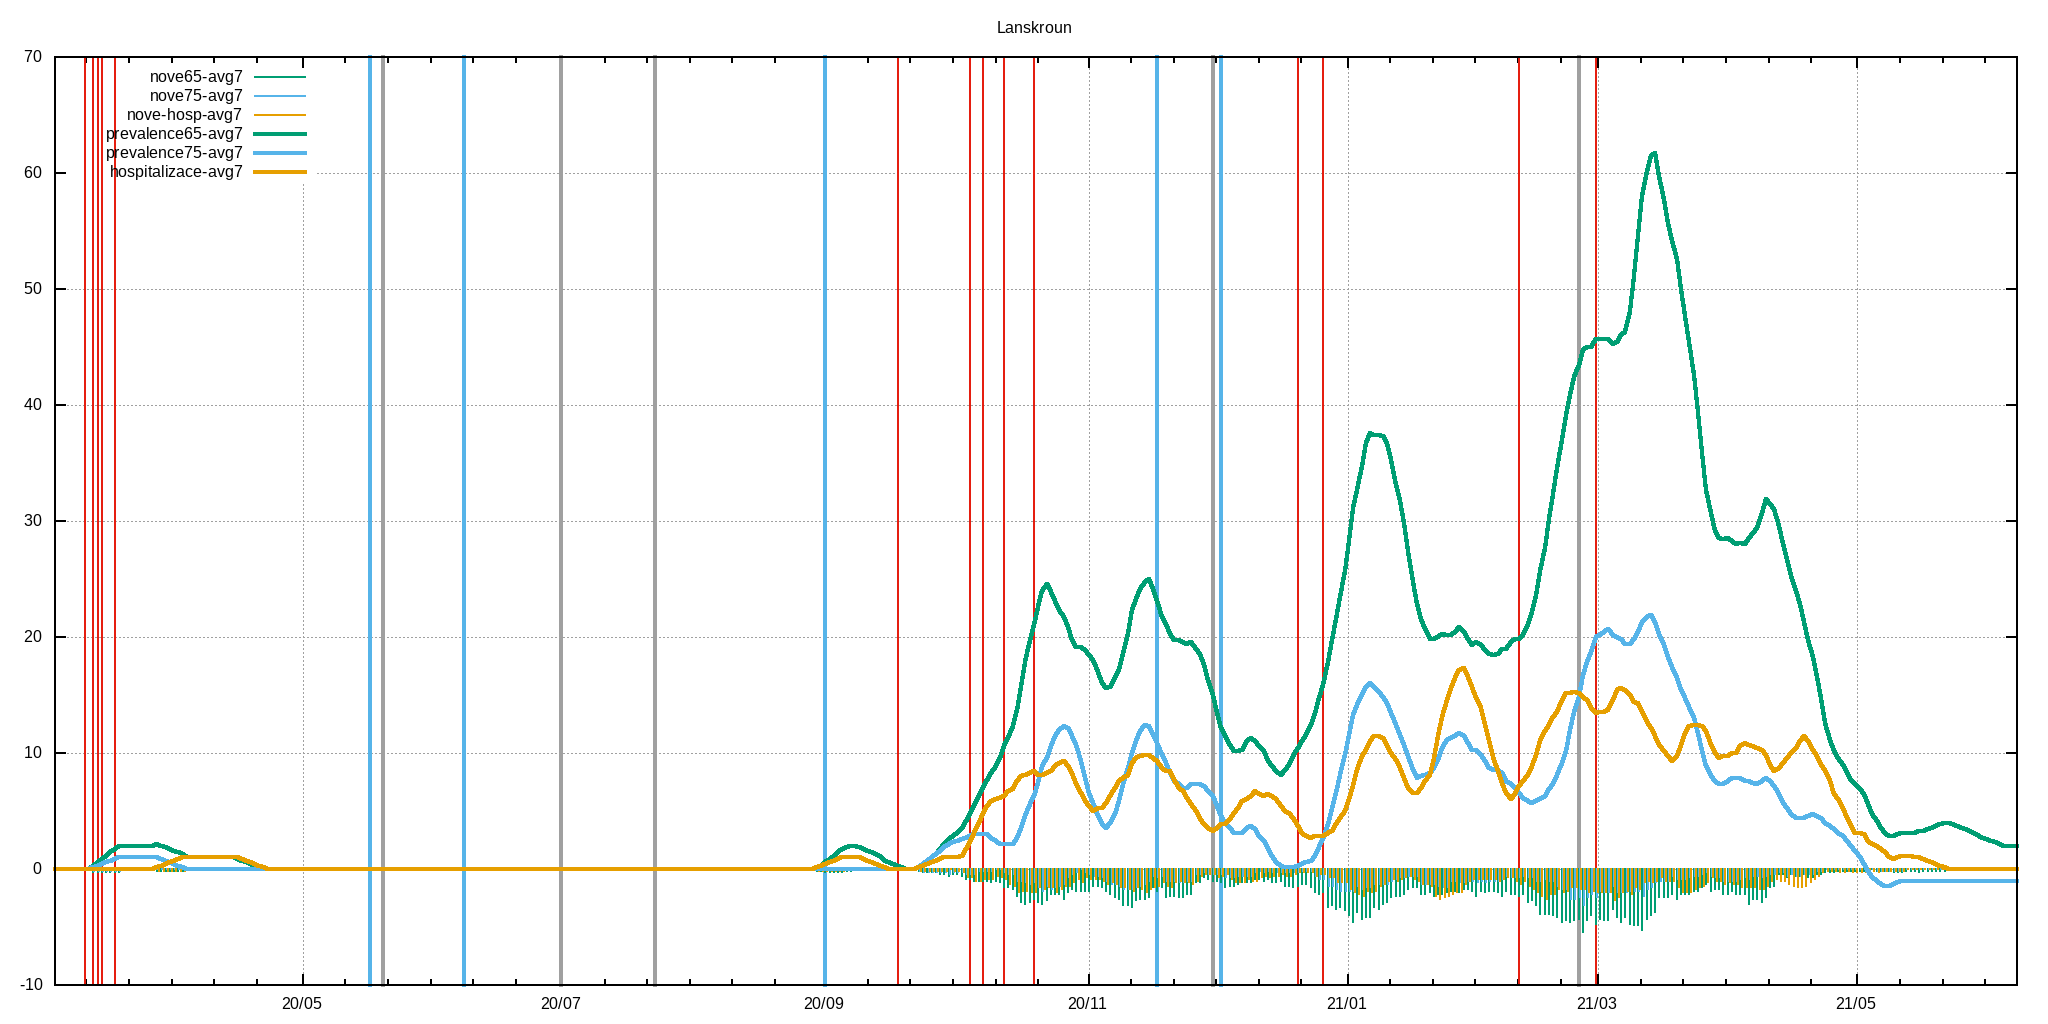 Lanskroun
70
nove65-avg7
nove75-avg7
nove-hosp-avg7
prevalence65-avg7
prevalence75-avg7
hospitalizace-avg7
60
50
40
30
20
10
0
-10
20/05 20/07 20/09 20/11 21/01 21/03 21/05